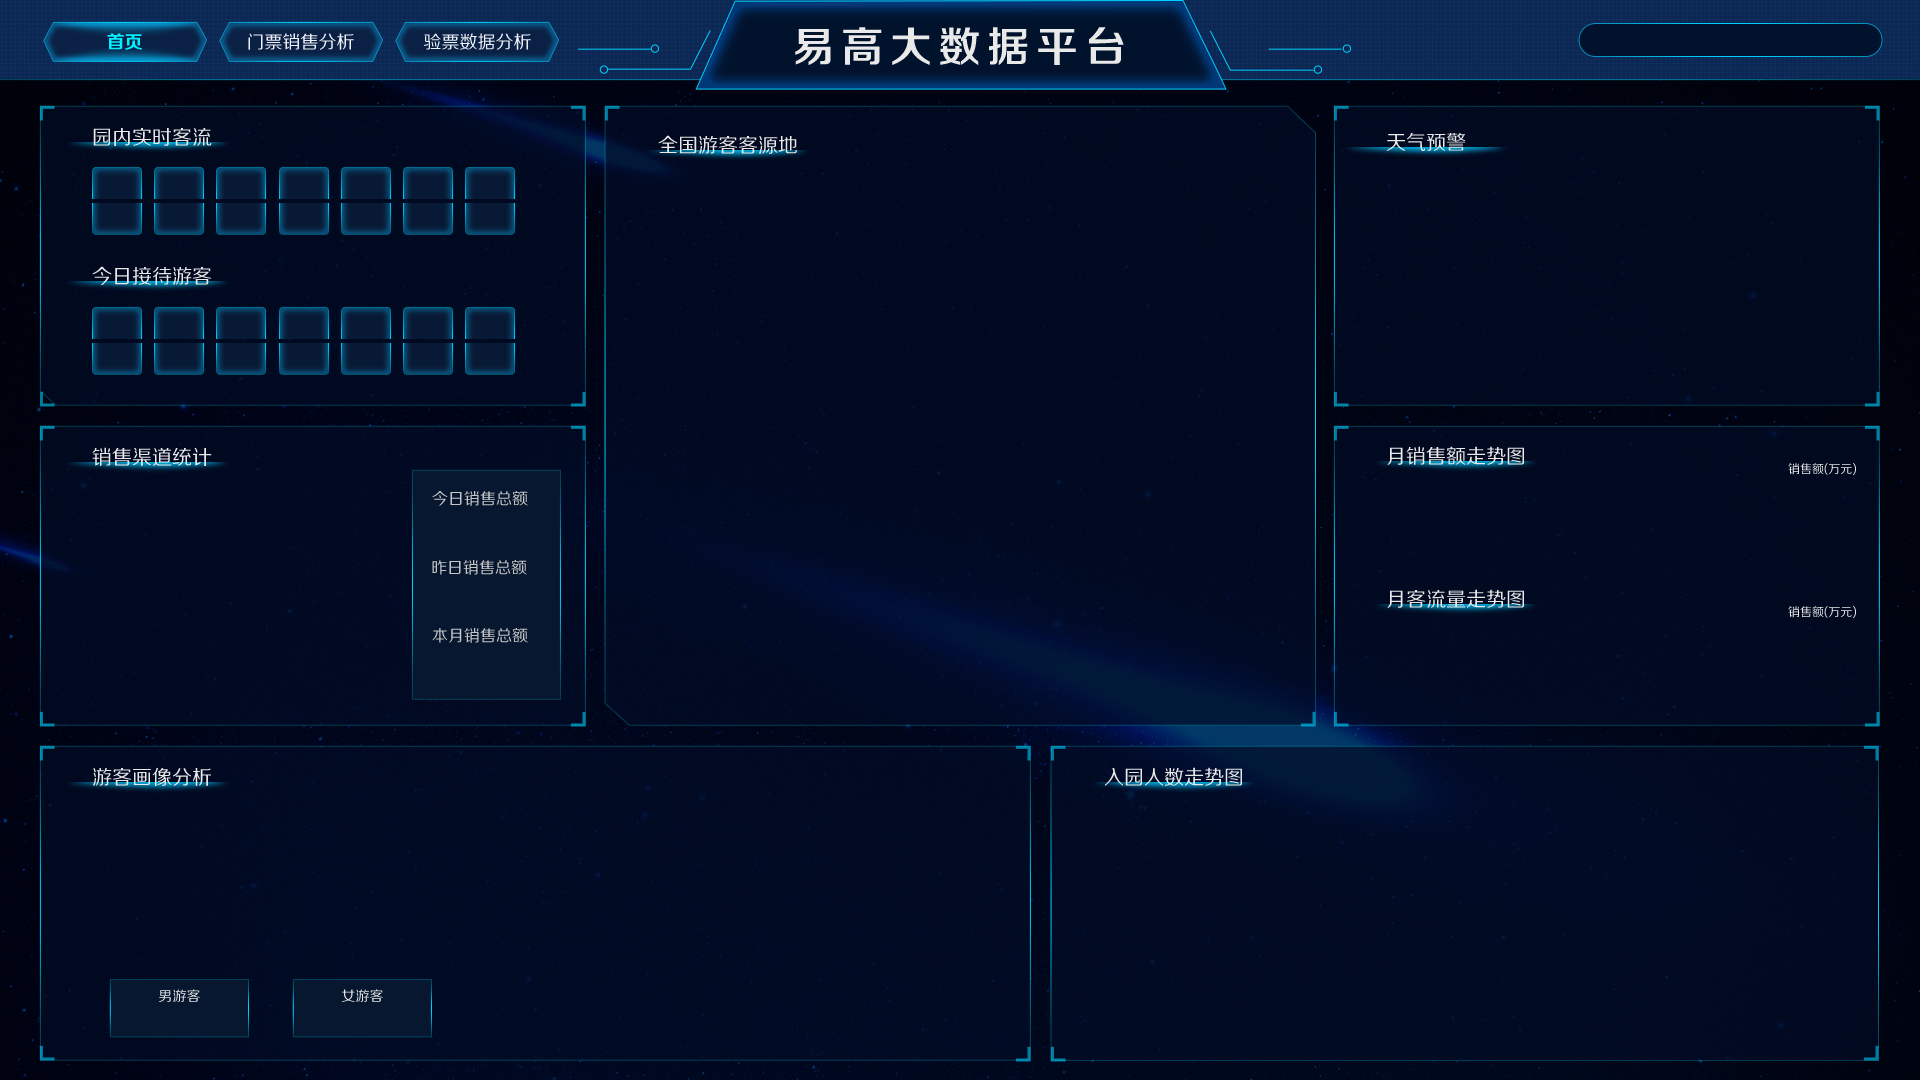 首页
门票销售分析
验票数据分析
易高大数据平台
园内实时客流
今日接待游客
全国游客客源地
天气预警
销售渠道统计
今日销售总额
昨日销售总额
本月销售总额
月销售额走势图
销售额(万元)
月客流量走势图
销售额(万元)
游客画像分析
男游客
女游客
入园人数走势图